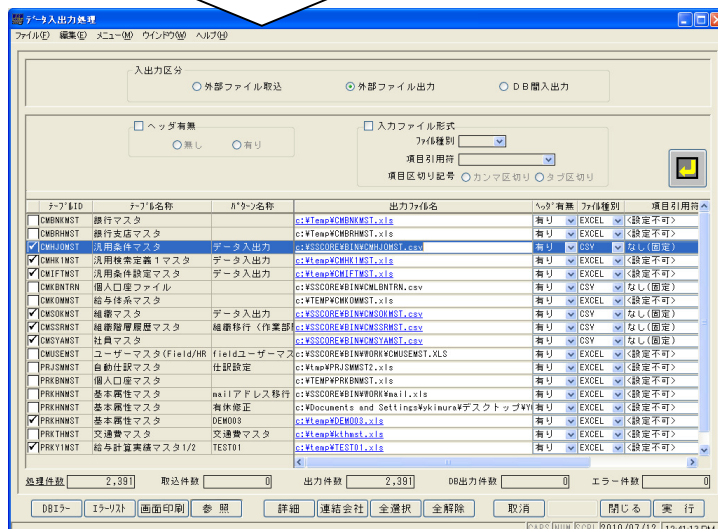 データ入出力処理
ファイル(F) 編集(E) メニュー(M) ウインドウ(W) ヘルプ(H)
入出力区分
外部ファイル取込 外部ファイル出力 DB間入出力
ヘッダ有無
無し 有り
入力ファイル形式
ファイル種別
項目引用符
項目区切り記号 カンマ区切り タブ区切り
テーブルID テーブル名称 パターン名称 出力ファイル名 ヘッダ有無 ファイル種別 項目引用符
CMBNKMST 銀行マスタ c:¥Temp¥CMBNKMST.xls 有り EXCEL <設定不可>
CMBRHMST 銀行支店マスタ c:¥Temp¥CMBRHMST.xls 有り EXCEL <設定不可>
CMHJOMST 汎用条件マスタ データ入出力 c:¥SSCORE¥BIN¥CMHJOMST.csv 有り CSV なし(固定)
CMHK1MST 汎用検索定義1マスタ データ入出力 c:¥temp¥CMHK1MST.xls 有り EXCEL <設定不可>
CMIFTMST 汎用条件設定マスタ データ入出力 c:¥temp¥CMIFTMST.xls 有り EXCEL <設定不可>
CMKBNTRN 個人口座ファイル c:¥SSCORE¥BIN¥CMLBNTRN.csv 有り CSV なし(固定)
CMKOMMST 給与体系マスタ c:¥TEMP¥CMKOMMST.xls 有り EXCEL <設定不可>
CMSOKMST 組織マスタ データ入出力 c:¥SSCORE¥BIN¥CMSOKMST.csv 有り CSV なし(固定)
CMSSRMST 組織階層履歴マスタ 組織移行(作業部 c:¥SSCORE¥BIN¥CMSSRMST.csv 有り CSV なし(固定)
CMSYAMST 社員マスタ c:¥SSCORE¥BIN¥CMSYAMST.csv 有り CSV なし(固定)
CMUSEMST ユーザーマスタ(Field/HR fieldユーザーマス c:¥SSCORE¥BIN¥WORK¥CMUSEMST.XLS 有り EXCEL <設定不可>
PRJSMMST 自動仕訳マスタ 仕訳設定 c:¥tmp¥PRJSMMST2.xls 有り EXCEL <設定不可>
PRKBNMST 個人口座マスタ c:¥TEMP¥PRKBNMST.xls 有り EXCEL <設定不可>
PRKHNMST 基本属性マスタ mailアドレス移行 c:¥SSCORE¥BIN¥WORK¥mail.xls 有り EXCEL <設定不可>
PRKHNMST 基本属性マスタ 有休修正 c:¥Documents and Settings¥ykimura¥デスクトップ¥Y 有り EXCEL <設定不可>
PRKHNMST 基本属性マスタ DEMO03 c:¥temp¥DEMO03.xls 有り EXCEL <設定不可>
PRKTHMST 交通費マスタ 交通費マスタ c:¥temp¥kthmst.xls 有り EXCEL <設定不可>
PRKY1MST 給与計算実績マスタ1/2 TEST01 c:¥temp¥TEST01.xls 有り EXCEL <設定不可>
処理件数 2,391 取込件数 0 出力件数 2,391 DB出力件数 0 エラー件数 0
DBエラー エラーリスト 画面印刷 参 照 詳細 連結会社 全選択 全解除 取消 閉じる 実 行
CAPS NUM SCRL 2010/07/12 12:41:13 PM